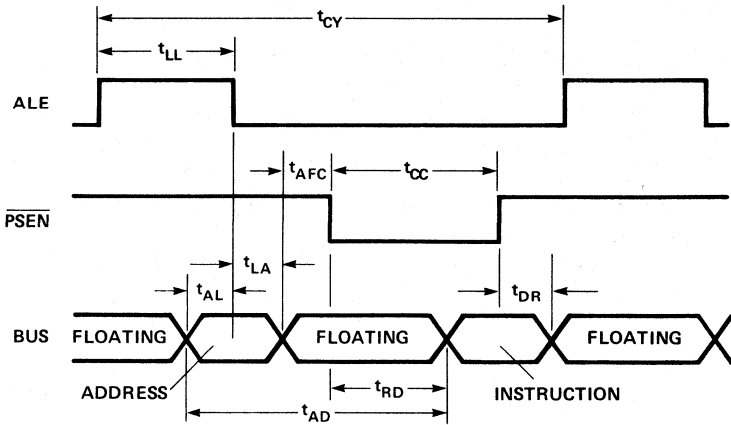 tCY
tLL
ALE
tAFC
tCC
PSEN
tLA
tAL
tDR
BUS
FLOATING
FLOATING
FLOATING
ADDRESS
tRD
INSTRUCTION
tAD